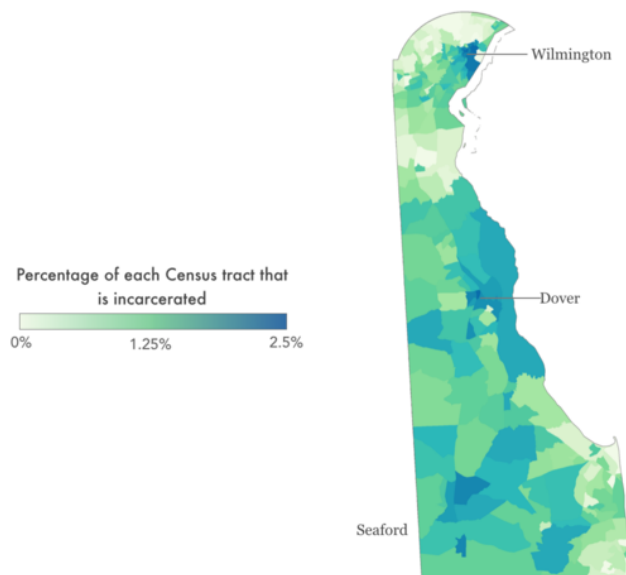 Wilmington
Percentage of each Census tract that
is incarcerated
0%
1.25%
2.5%
Dover
Seaford